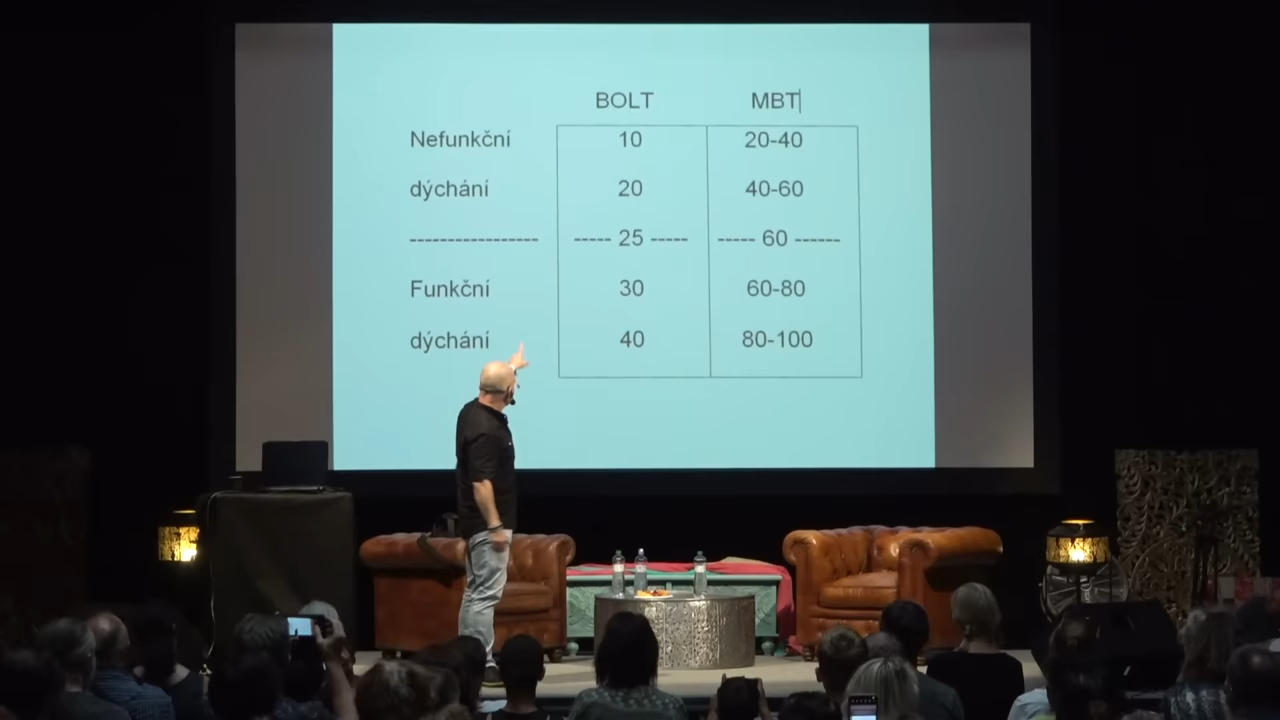 BOLT MBT
Nefunkční 10 20-40
dýchání 20 40-60
----------------- ----- 25 ----- ----- 60 ------
Funkční 30 60-80
dýchání 40 80-100